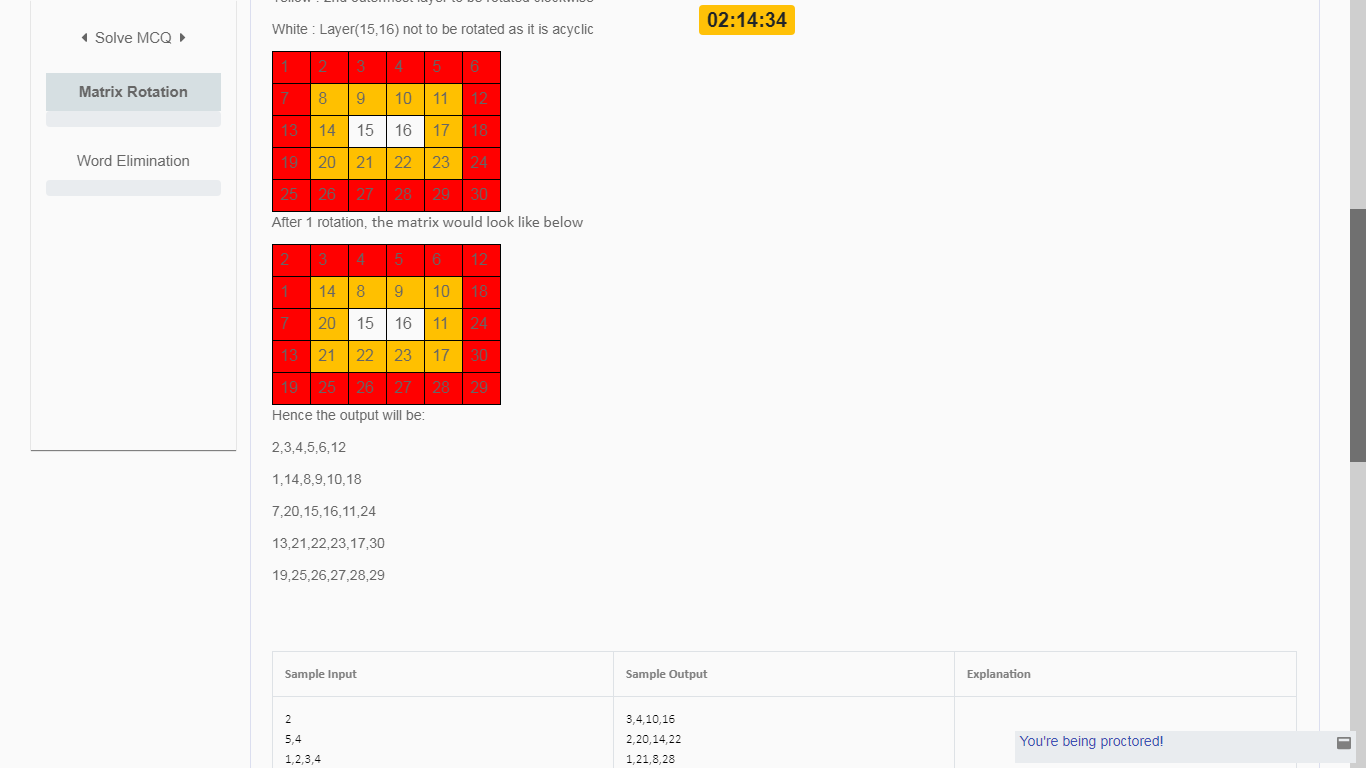 Yellow : 2nd outermost layer to be rotated clockwise
02:14:34
White : Layer(15,16) not to be rotated as it is acyclic
Solve MCQ
Matrix Rotation
Word Elimination
1 2 3 4 5 6
7 8 9 10 11 12
13 14 15 16 17 18
19 20 21 22 23 24
25 26 27 28 29 30
After 1 rotation, the matrix would look like below
2 3 4 5 6 12
1 14 8 9 10 18
7 20 15 16 11 24
13 21 22 23 17 30
19 25 26 27 28 29
Hence the output will be:
2,3,4,5,6,12
1,14,8,9,10,18
7,20,15,16,11,24
13,21,22,23,17,30
19,25,26,27,28,29
Sample Input Sample Output Explanation
2 3,4,10,16
5,4 2,20,14,22
1,2,3,4 1,21,8,28
You're being proctored!